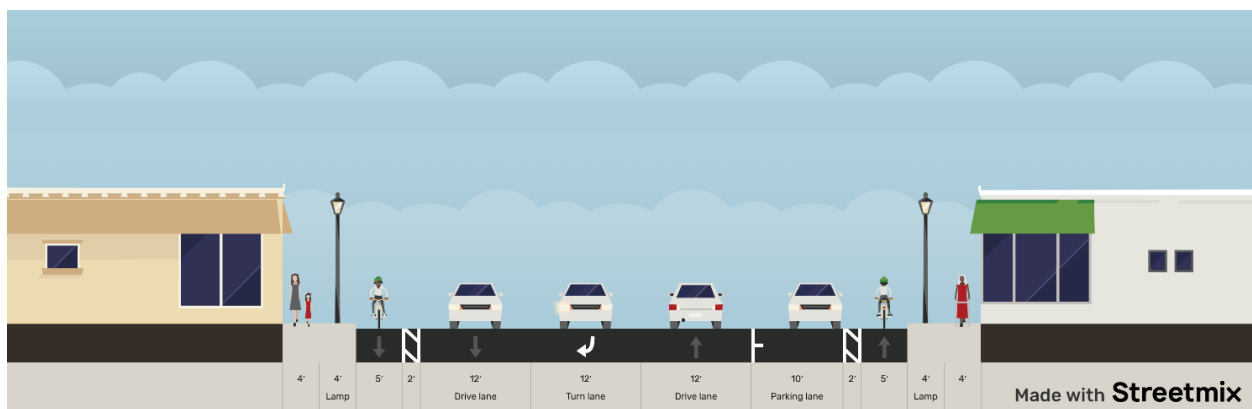 4' 4' 5' 2' 12' 12' 12' 10' 2' 5' 4' 4'
Lamp Drive lane Turn lane Drive lane Parking lane Lamp
Made with Streetmix